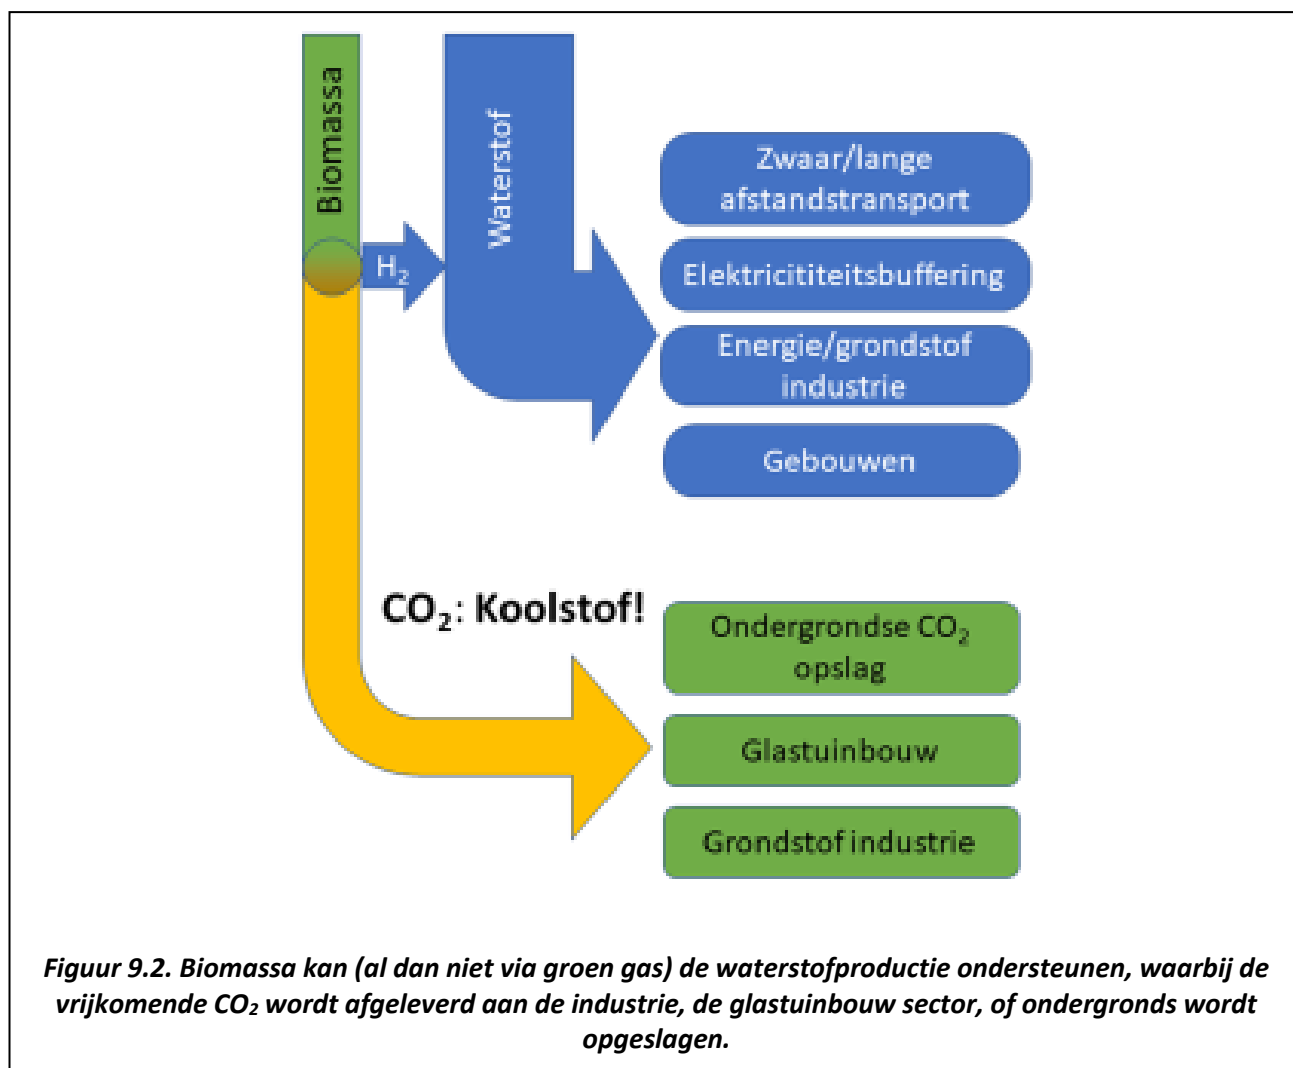 Biomassa
Waterstof
H₂
Zwaar/lange
afstandstransport
Elektricititeitsbuffering
Energie/grondstof
industrie
Gebouwen
CO₂: Koolstof!
Ondergrondse CO₂
opslag
Glastuinbouw
Grondstof industrie
Figuur 9.2. Biomassa kan (al dan niet via groen gas) de waterstofproductie ondersteunen, waarbij de
vrijkomende CO₂ wordt afgeleverd aan de industrie, de glastuinbouw sector, of ondergronds wordt
opgeslagen.